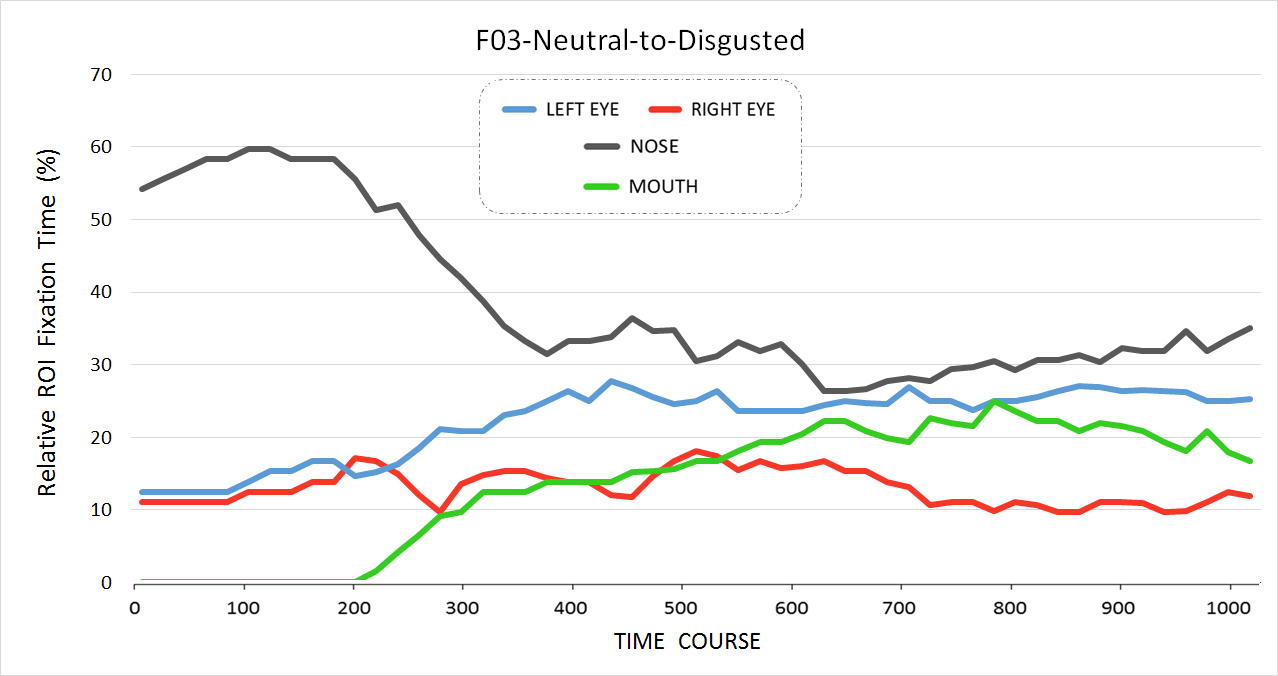 F03-Neutral-to-Disgusted
LEFT EYE
RIGHT EYE
NOSE
MOUTH
Relative ROI Fixation Time (%)
70
60
50
40
30
20
10
0
0 100 200 300 400 500 600 700 800 900 1000
TIME COURSE